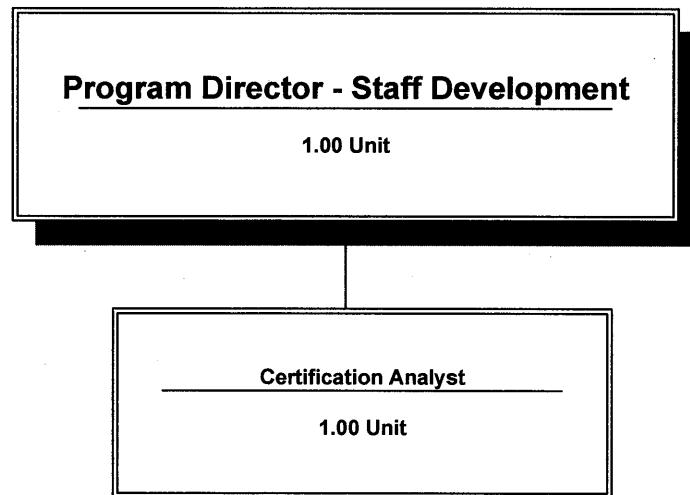 Program Director - Staff Development
1.00 Unit
Certification Analyst
1.00 Unit